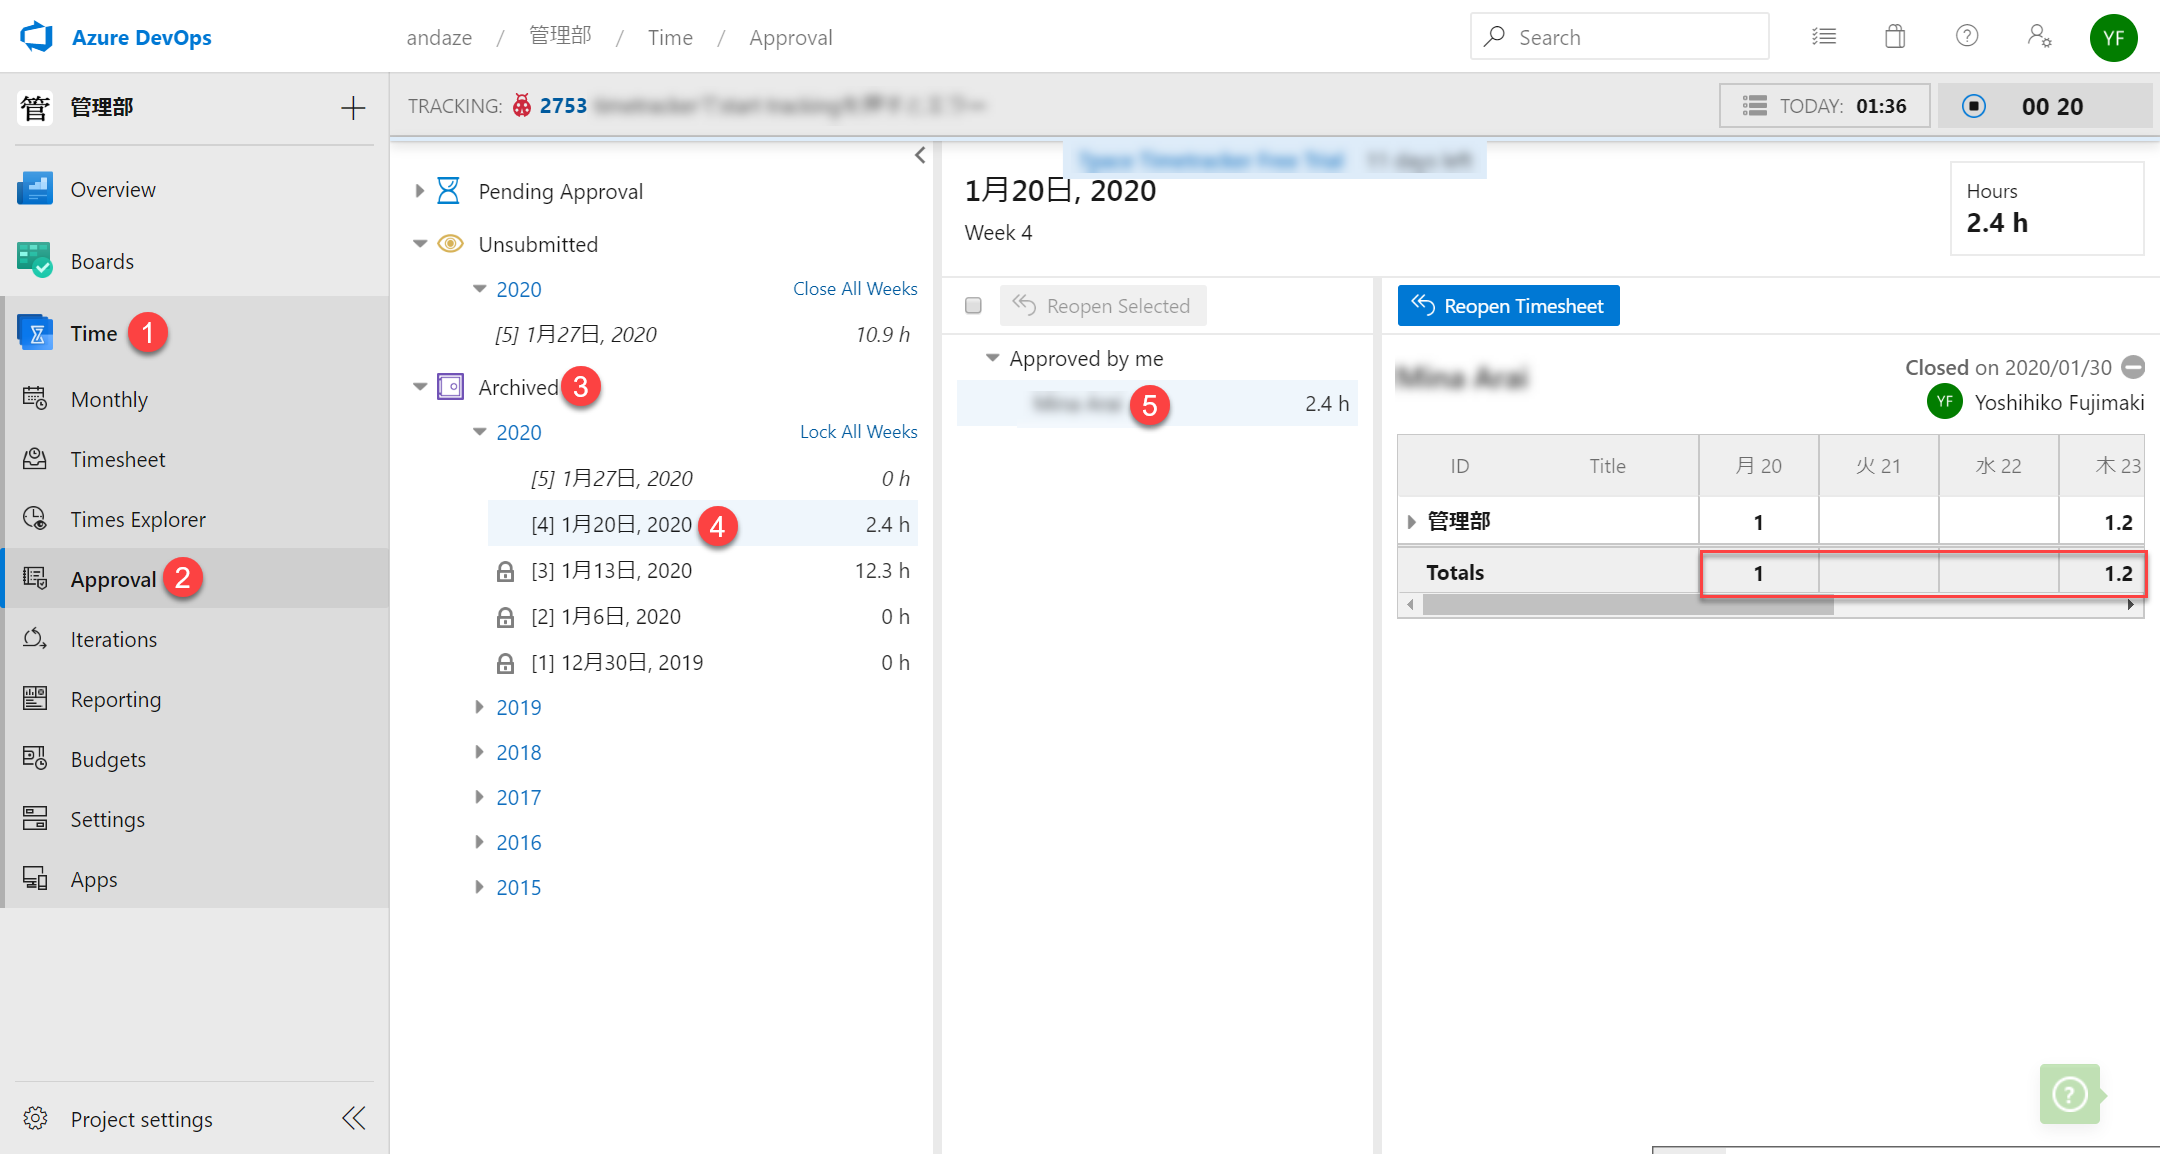 Azure DevOps
andaze / 管理部 / Time / Approval
Search
YF
管 管理部
TRACKING: 2753
TODAY: 01:36
00 20
Overview
Boards
Time 1
Monthly
Timesheet
Times Explorer
Approval 2
Iterations
Reporting
Budgets
Settings
Apps
Project settings
Pending Approval
Unsubmitted
2020 Close All Weeks
[5] 1月27日, 2020 10.9 h
Archived 3
2020 Lock All Weeks
[5] 1月27日, 2020 0 h
[4] 1月20日, 2020 4 2.4 h
[3] 1月13日, 2020 12.3 h
[2] 1月6日, 2020 0 h
[1] 12月30日, 2019 0 h
2019
2018
2017
2016
2015
1月20日, 2020
Week 4
Hours
2.4 h
Reopen Selected
Approved by me
5 2.4 h
Reopen Timesheet
Closed on 2020/01/30
YF Yoshihiko Fujimaki
ID Title 月 20 火 21 水 22 木 23
管理部 1 1.2
Totals 1 1.2